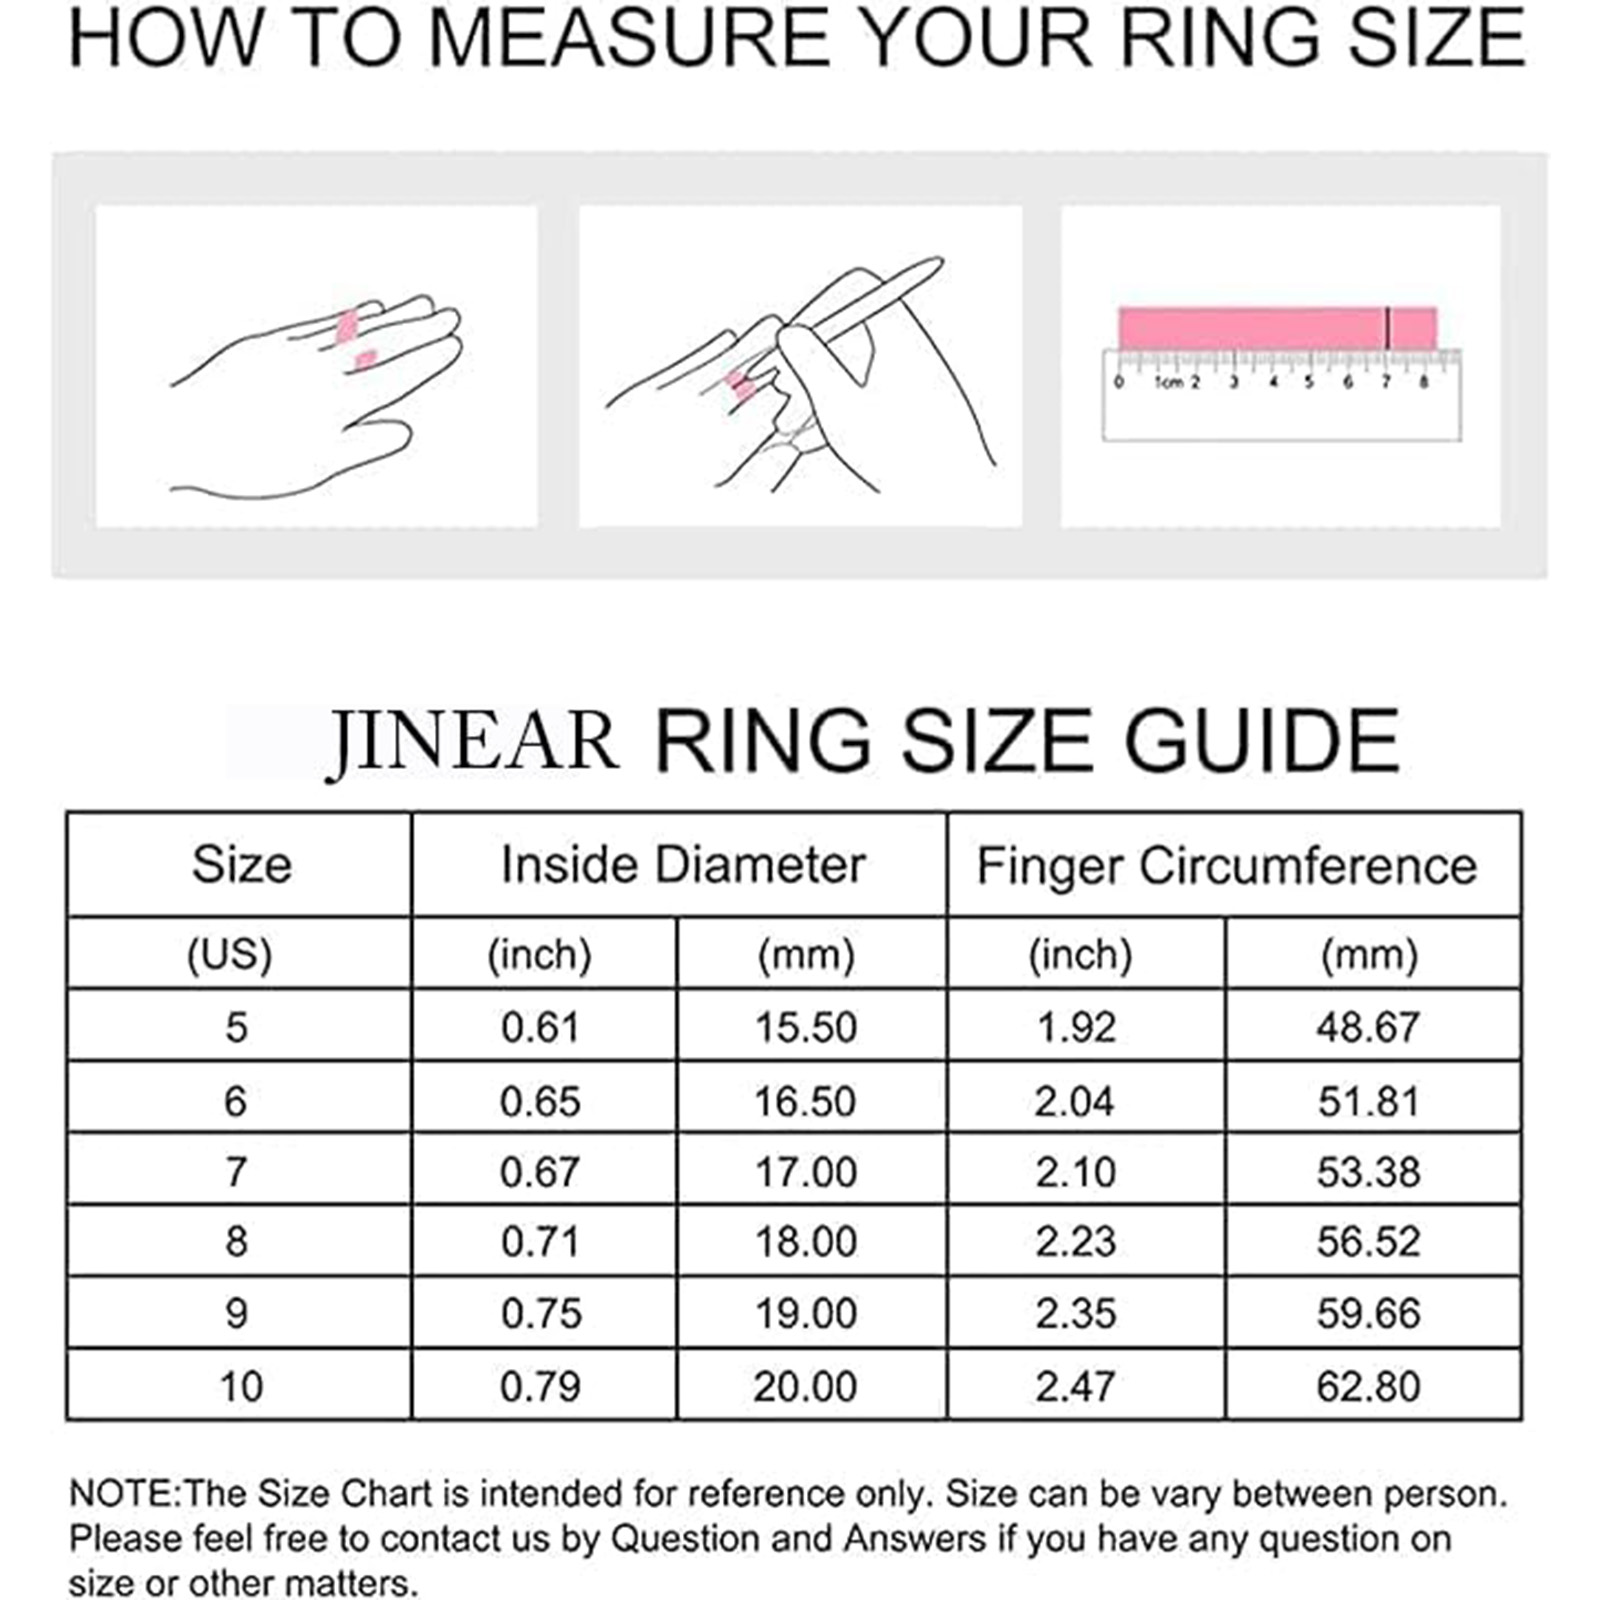 HOW TO MEASURE YOUR RING SIZE
0 1cm 2 3 4 5 6 7 8
JINEAR RING SIZE GUIDE
Size Inside Diameter Finger Circumference
(US) (inch) (mm) (inch) (mm)
5 0.61 15.50 1.92 48.67
6 0.65 16.50 2.04 51.81
7 0.67 17.00 2.10 53.38
8 0.71 18.00 2.23 56.52
9 0.75 19.00 2.35 59.66
10 0.79 20.00 2.47 62.80
NOTE:The Size Chart is intended for reference only. Size can be vary between person.
Please feel free to contact us by Question and Answers if you have any question on
size or other matters.